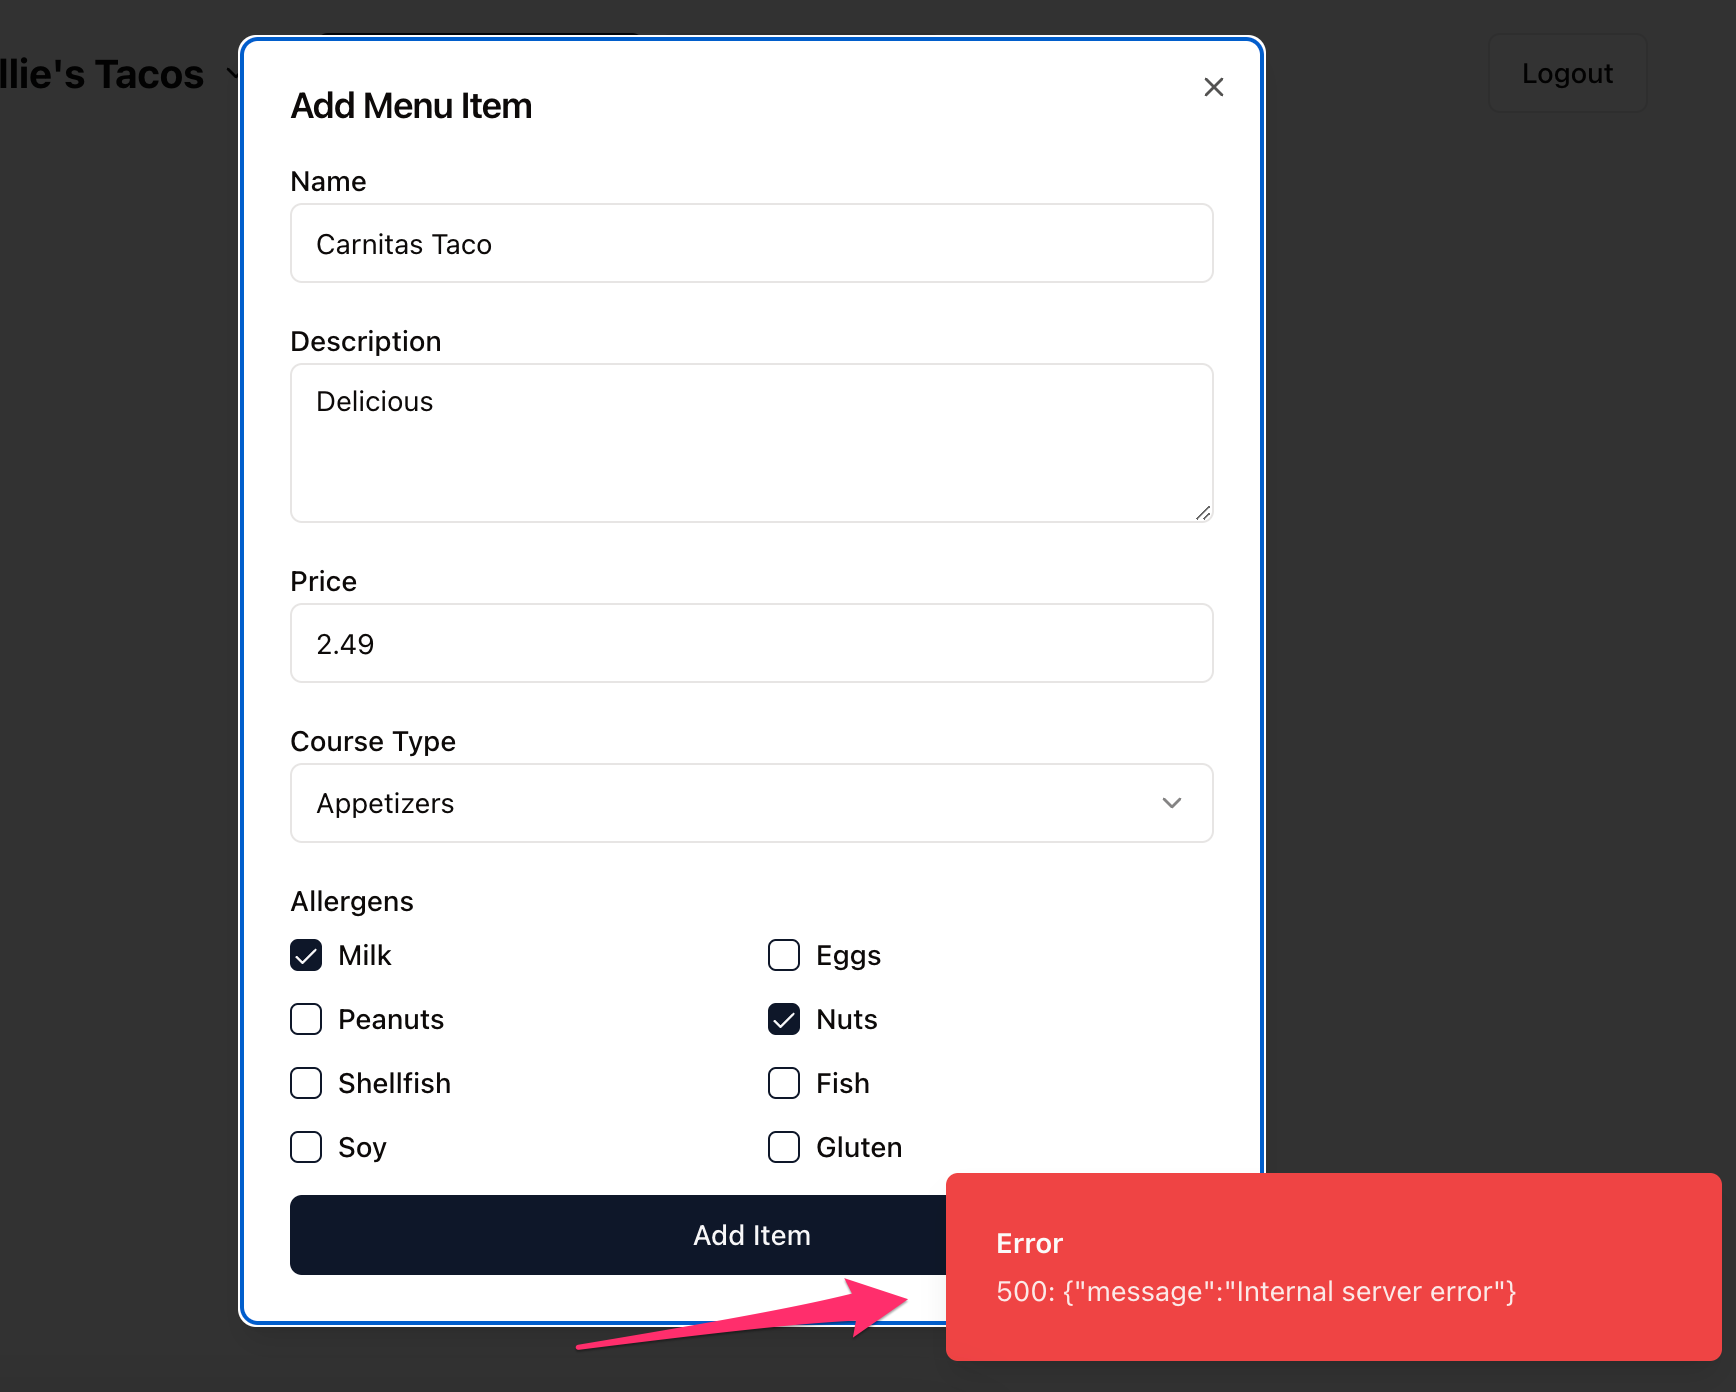 llie's Tacos
Logout
Add Menu Item
Name
Carnitas Taco
Description
Delicious
Price
2.49
Course Type
Appetizers
Allergens
Milk
Eggs
Peanuts
Nuts
Shellfish
Fish
Soy
Gluten
Add Item
Error
500: {"message":"Internal server error"}